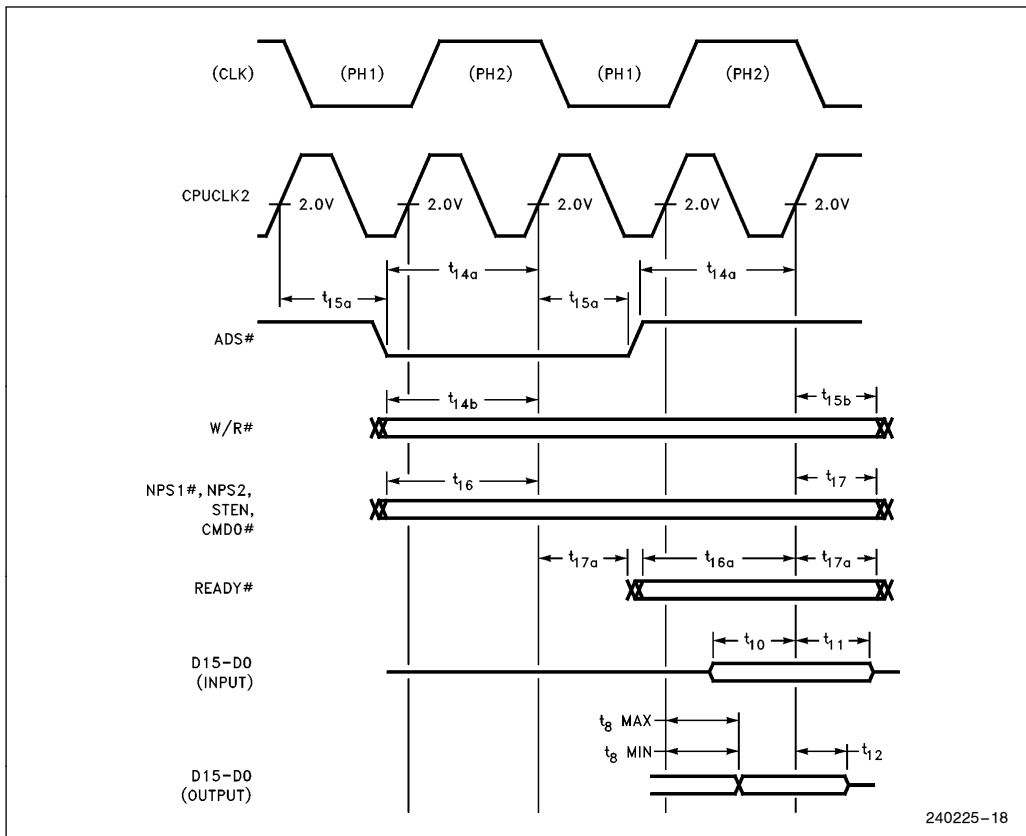 (CLK) (PH1) (PH2) (PH1) (PH2)
CPUCLK2 2.0V 2.0V 2.0V 2.0V 2.0V
t14a t14a
t15a t15a
ADS#
t14b t15b
W/R#
t16 t17
NPS1#, NPS2,
STEN,
CMD0#
t17a t16a t17a
READY#
t10 t11
D15-D0
(INPUT)
t8 MAX
t8 MIN t12
D15-D0
(OUTPUT)
240225-18